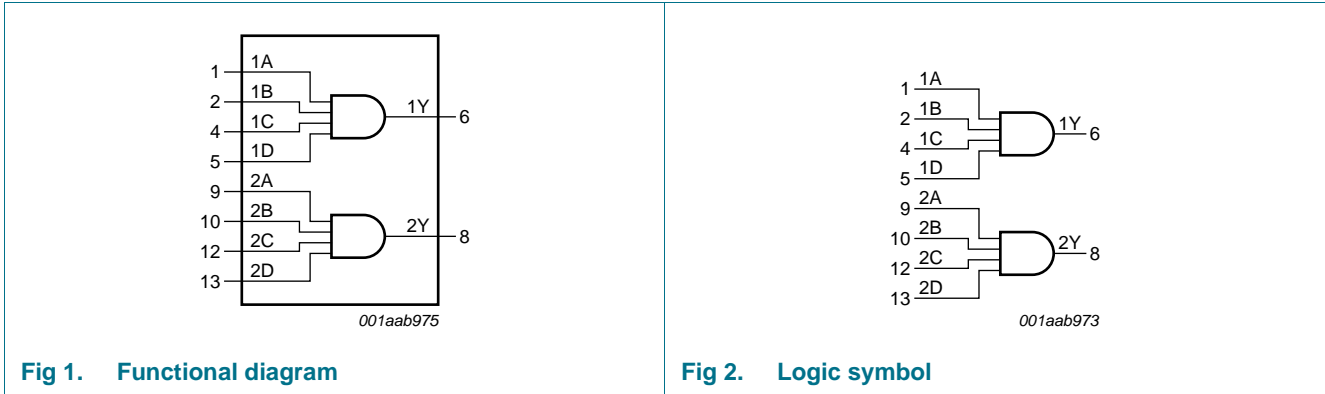 1 1A
2 1B
4 1C
5 1D
1Y 6
9 2A
10 2B
12 2C
13 2D
2Y 8
001aab975
Fig 1. Functional diagram
1 1A
2 1B
4 1C
5 1D
1Y 6
9 2A
10 2B
12 2C
13 2D
2Y 8
001aab973
Fig 2. Logic symbol